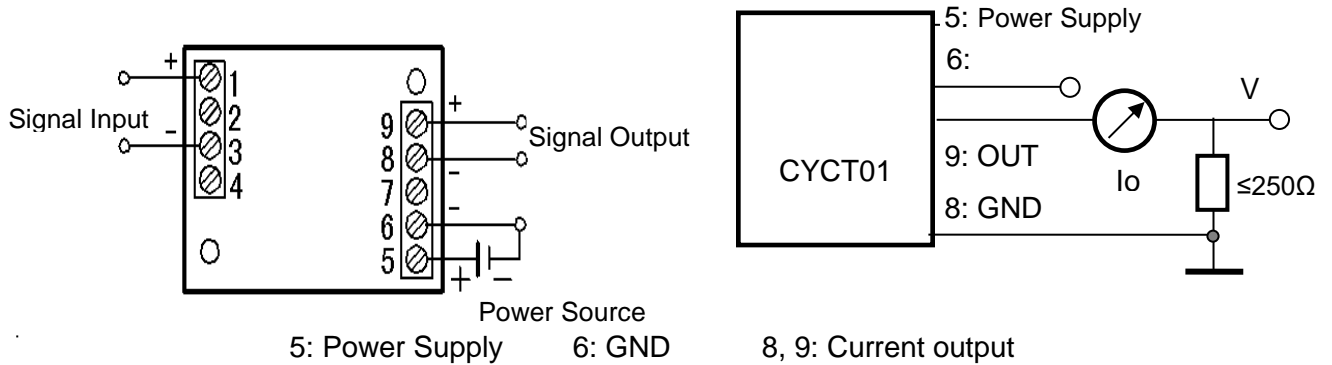 +
1
Signal Input
2
-
3
4
+
9
Signal Output
8
-
7
-
6
5
+
-
Power Source
CYCT01
5: Power Supply
6:
V
9: OUT
Io
≤250Ω
8: GND
5: Power Supply 6: GND 8, 9: Current output